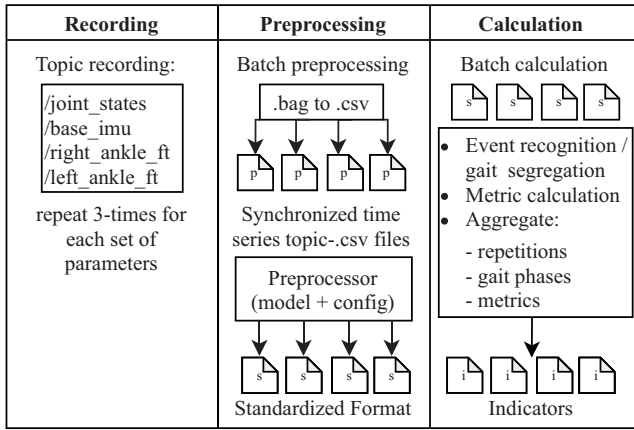 Recording
Topic recording:
/joint_states
/base_imu
/right_ankle_ft
/left_ankle_ft
repeat 3-times for
each set of
parameters
Preprocessing
Batch preprocessing
.bag to .csv
p p p p
Synchronized time
series topic-.csv files
Preprocessor
(model + config)
s s s s
Standardized Format
Calculation
Batch calculation
s s s s
• Event recognition /
gait segregation
• Metric calculation
• Aggregate:
- repetitions
- gait phases
- metrics
i i i i
Indicators